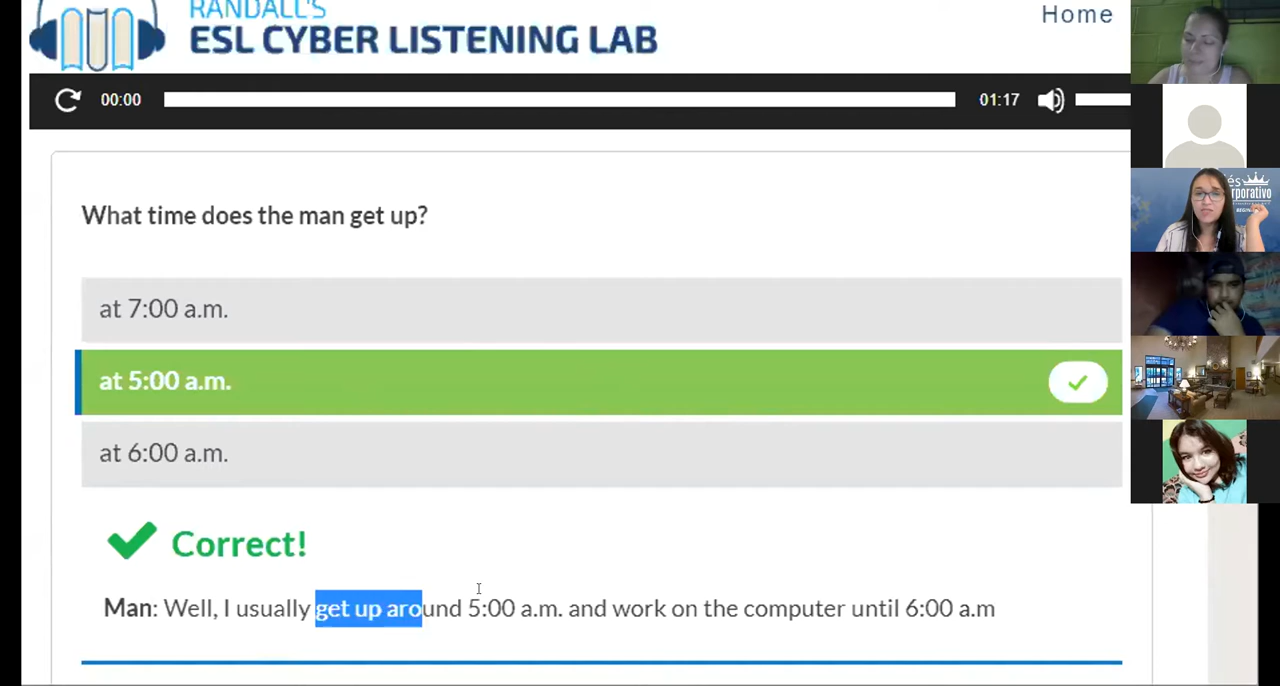 RANDALL'S
ESL CYBER LISTENING LAB
Home
00:00
01:17
What time does the man get up?
at 7:00 a.m.
at 5:00 a.m.
at 6:00 a.m.
Correct!
Man: Well, I usually get up around 5:00 a.m. and work on the computer until 6:00 a.m
és
rporativo